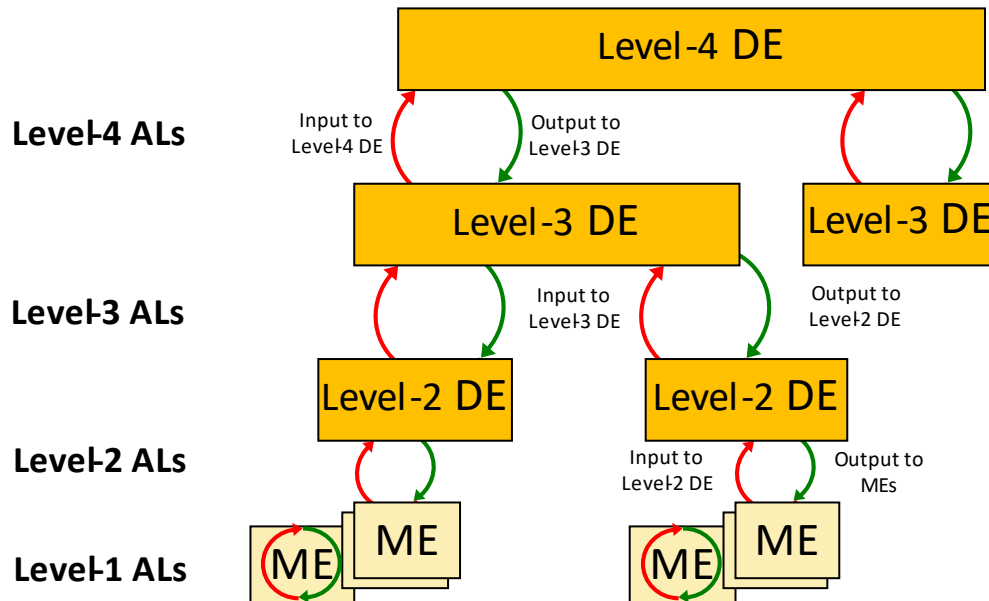 Level-4 DE
Level-4 ALs
Input to
Level-4 DE
Output to
Level-3 DE
Level-3 DE
Level-3 DE
Level-3 ALs
Input to
Level-3 DE
Output to
Level-2 DE
Level-2 DE
Level-2 DE
Level-2 ALs
Input to
Level-2 DE
Output to
MEs
Level-1 ALs
ME
ME
ME
ME